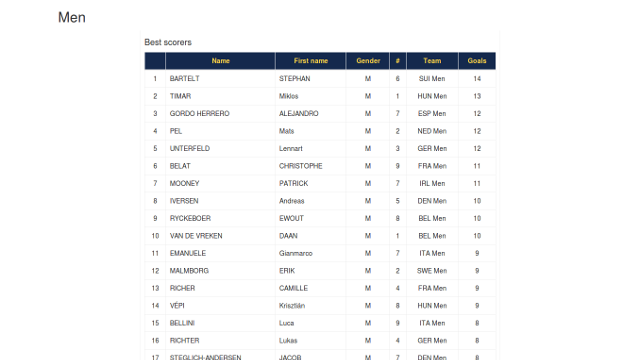 Men
Best scorers
Name First name Gender # Team Goals
1 BARTELT STEPHAN M 6 SUI Men 14
2 TIMAR Miklos M 1 HUN Men 13
3 GORDO HERRERO ALEJANDRO M 7 ESP Men 12
4 PEL Mats M 2 NED Men 12
5 UNTERFELD Lennart M 3 GER Men 12
6 BELAT CHRISTOPHE M 9 FRA Men 11
7 MOONEY PATRICK M 7 IRL Men 11
8 IVERSEN Andreas M 5 DEN Men 10
9 RYCKEBOER EWOUT M 8 BEL Men 10
10 VAN DE VREKEN DAAN M 1 BEL Men 10
11 EMANUELE Gianmarco M 7 ITA Men 9
12 MALMBORG ERIK M 2 SWE Men 9
13 RICHER CAMILLE M 4 FRA Men 9
14 VÉPI Krisztián M 8 HUN Men 9
15 BELLINI Luca M 9 ITA Men 8
16 RICHTER Lukas M 4 GER Men 8
17 STEGLICH-ANDERSEN JACOB M 7 DEN Men 8